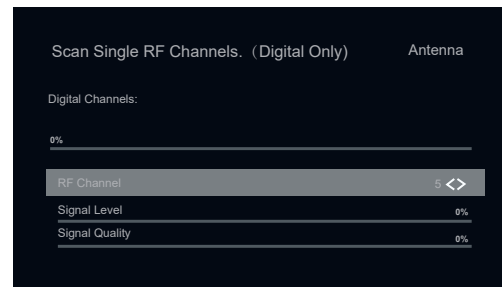 Scan Single RF Channels.（Digital Only) Antenna
Digital Channels:
0%
RF Channel 5 <>
Signal Level 0%
Signal Quality 0%